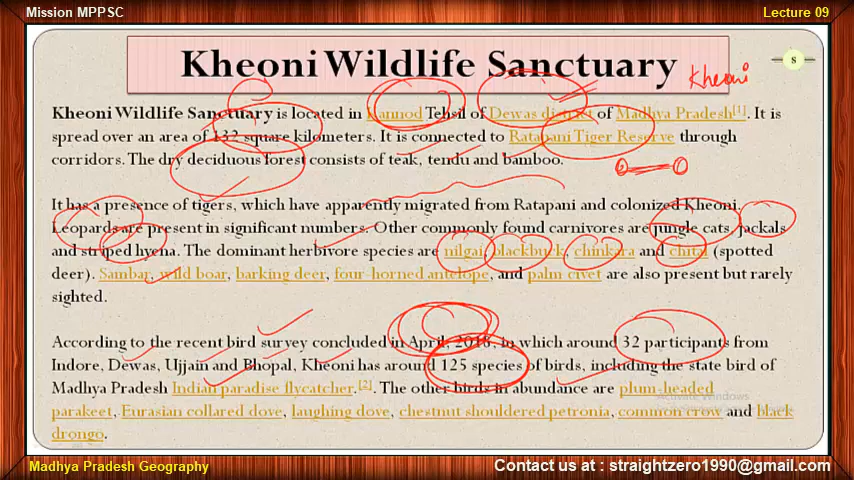 Mission MPPSC
Lecture 09
Kheoni Wildlife Sanctuary
Kheoni
8
Kheoni Wildlife Sanctuary is located in Kannod Tehsil of Dewas district of Madhya Pradesh[1]. It is
spread over an area of 132 square kilometers. It is connected to Ratapani Tiger Reserve through
corridors. The dry deciduous forest consists of teak, tendu and bamboo.
It has a presence of tigers, which have apparently migrated from Ratapani and colonized Kheoni.
Leopards are present in significant numbers. Other commonly found carnivores are jungle cats, jackals
and striped hyena. The dominant herbivore species are nilgai, blackbuck, chinkara and chital (spotted
deer). Sambar, wild boar, barking deer, four-horned antelope, and palm civet are also present but rarely
sighted.
According to the recent bird survey concluded in April, 2018, in which around 32 participants from
Indore, Dewas, Ujjain and Bhopal, Kheoni has around 125 species of birds, including the state bird of
Madhya Pradesh Indian paradise flycatcher.[2] The other birds in abundance are plum-headed
parakeet, Eurasian collared dove, laughing dove, chestnut shouldered petronia, common crow and black
drongo.
Activate Windows
Madhya Pradesh Geography
Contact us at : straightzero1990@gmail.com